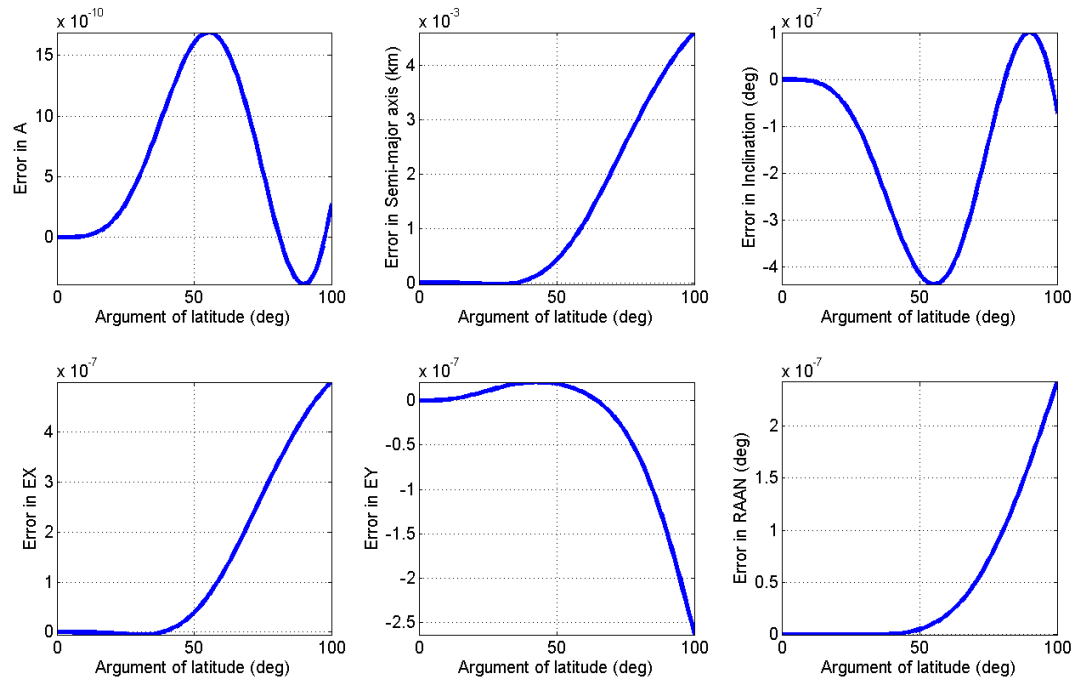 x 10^-10
Error in A
15
10
5
0
0 50 100
Argument of latitude (deg)
x 10^-3
Error in Semi-major axis (km)
4
3
2
1
0
0 50 100
Argument of latitude (deg)
x 10^-7
Error in Inclination (deg)
1
0
-1
-2
-3
-4
0 50 100
Argument of latitude (deg)
x 10^-7
Error in EX
4
3
2
1
0
0 50 100
Argument of latitude (deg)
x 10^-7
Error in EY
0
-0.5
-1
-1.5
-2
-2.5
0 50 100
Argument of latitude (deg)
x 10^-7
Error in RAAN (deg)
2
1.5
1
0.5
0
0 50 100
Argument of latitude (deg)